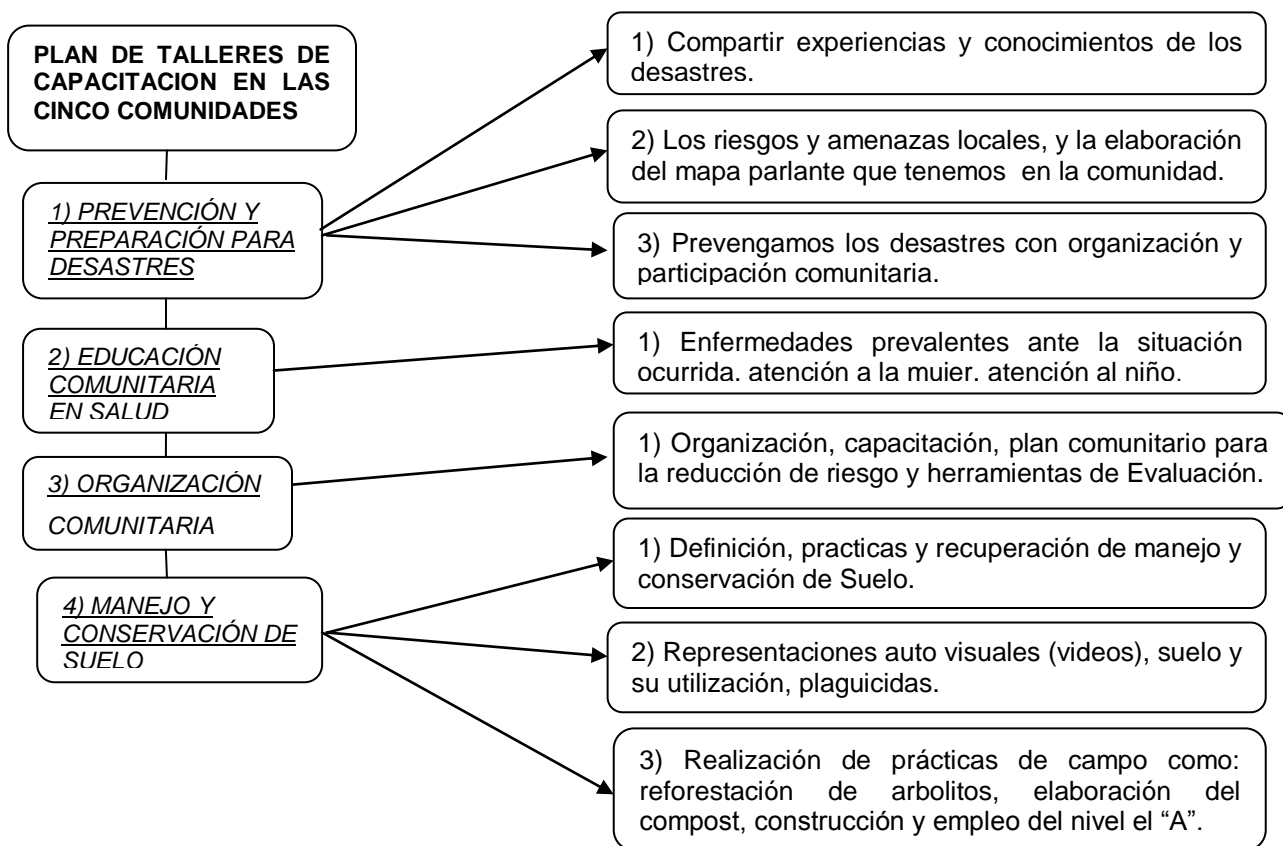 PLAN DE TALLERES DE
CAPACITACION EN LAS
CINCO COMUNIDADES
1) PREVENCIÓN Y
PREPARACIÓN PARA
DESASTRES
1) Compartir experiencias y conocimientos de los
desastres.
2) Los riesgos y amenazas locales, y la elaboración
del mapa parlante que tenemos en la comunidad.
3) Prevengamos los desastres con organización y
participación comunitaria.
2) EDUCACIÓN
COMUNITARIA
EN SALUD
1) Enfermedades prevalentes ante la situación
ocurrida. atención a la mujer. atención al niño.
3) ORGANIZACIÓN
COMUNITARIA
1) Organización, capacitación, plan comunitario para
la reducción de riesgo y herramientas de Evaluación.
4) MANEJO Y
CONSERVACIÓN DE
SUELO
1) Definición, practicas y recuperación de manejo y
conservación de Suelo.
2) Representaciones auto visuales (videos), suelo y
su utilización, plaguicidas.
3) Realización de prácticas de campo como:
reforestación de arbolitos, elaboración del
compost, construcción y empleo del nivel el “A”.